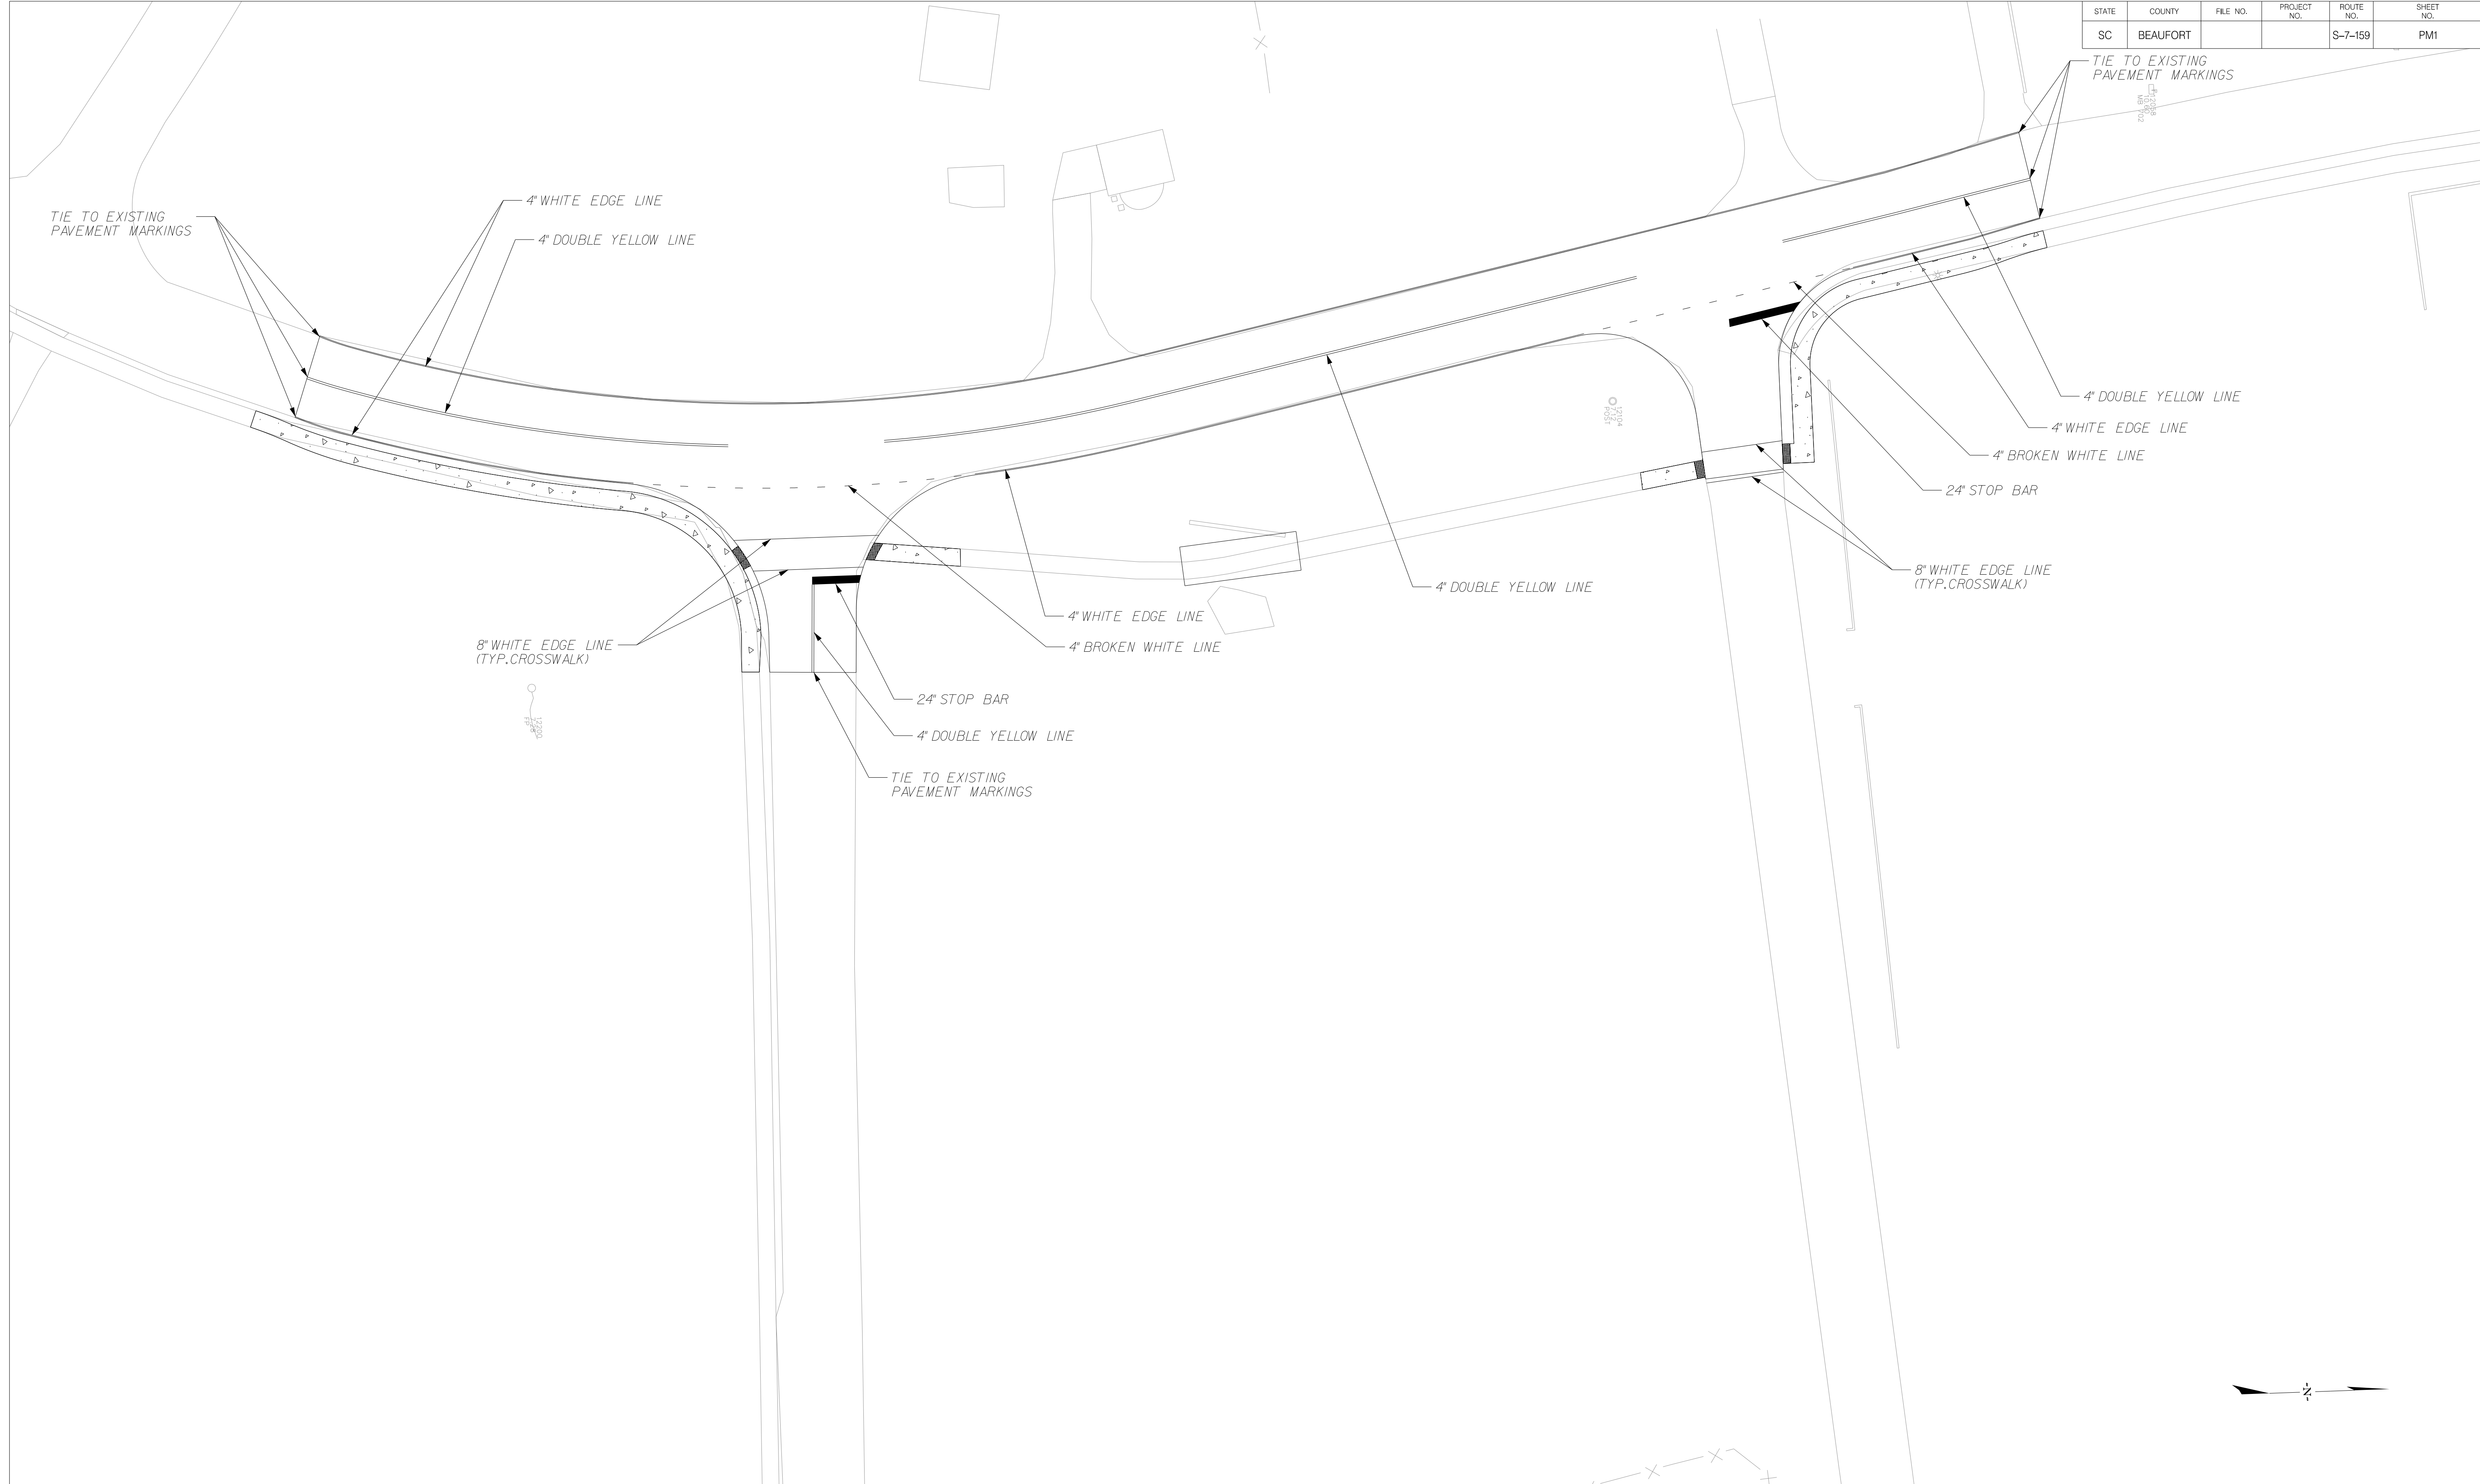 STATE COUNTY FILE NO. PROJECT NO. ROUTE NO. SHEET NO.
SC BEAUFORT S-7-159 PM1
TIE TO EXISTING
PAVEMENT MARKINGS
4" WHITE EDGE LINE
TIE TO EXISTING
PAVEMENT MARKINGS
4" DOUBLE YELLOW LINE
4" DOUBLE YELLOW LINE
12104
7.12
POST
4" WHITE EDGE LINE
4" BROKEN WHITE LINE
24" STOP BAR
8" WHITE EDGE LINE
(TYP.CROSSWALK)
4" DOUBLE YELLOW LINE
4" WHITE EDGE LINE
8" WHITE EDGE LINE
(TYP.CROSSWALK)
4" BROKEN WHITE LINE
24" STOP BAR
4" DOUBLE YELLOW LINE
TIE TO EXISTING
PAVEMENT MARKINGS
N